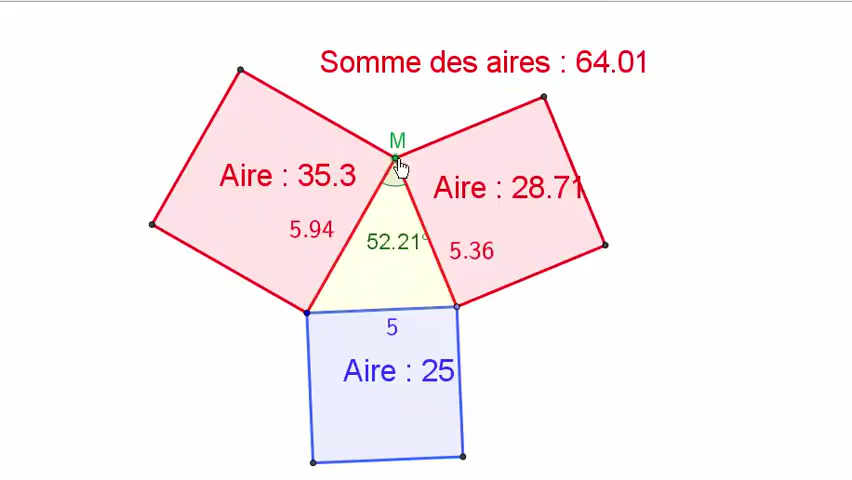 Somme des aires : 64.01
M
Aire : 35.3
Aire : 28.71
5.94
52.21°
5.36
5
Aire : 25